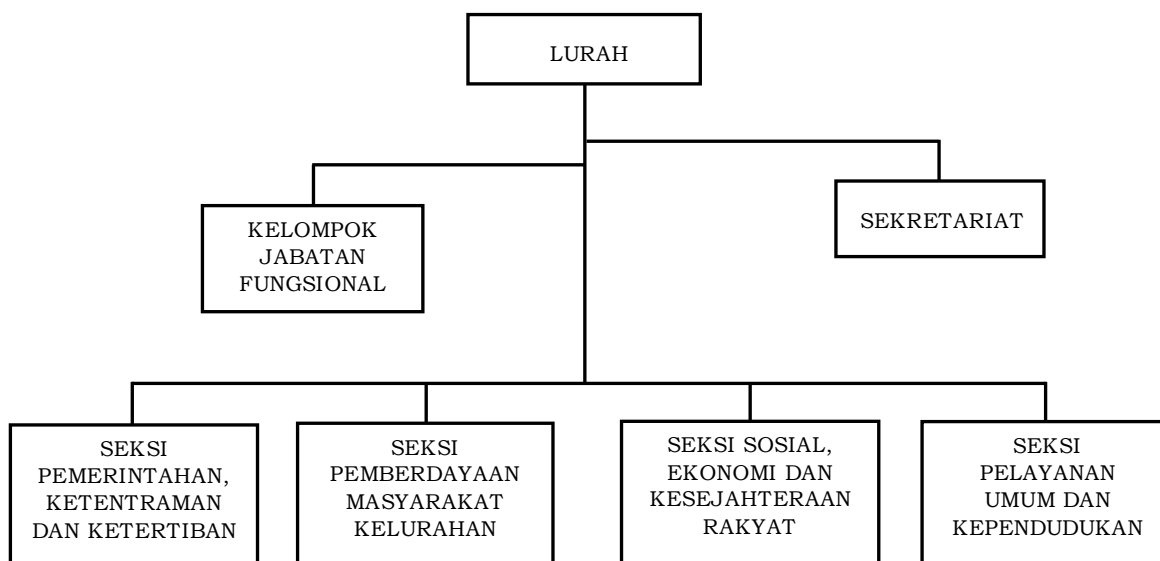 LURAH
KELOMPOK
JABATAN
FUNGSIONAL
SEKRETARIAT
SEKSI
PEMERINTAHAN,
KETENTRAMAN
DAN KETERTIBAN
SEKSI
PEMBERDAYAAN
MASYARAKAT
KELURAHAN
SEKSI SOSIAL,
EKONOMI DAN
KESEJAHTERAAN
RAKYAT
SEKSI
PELAYANAN
UMUM DAN
KEPENDUDUKAN